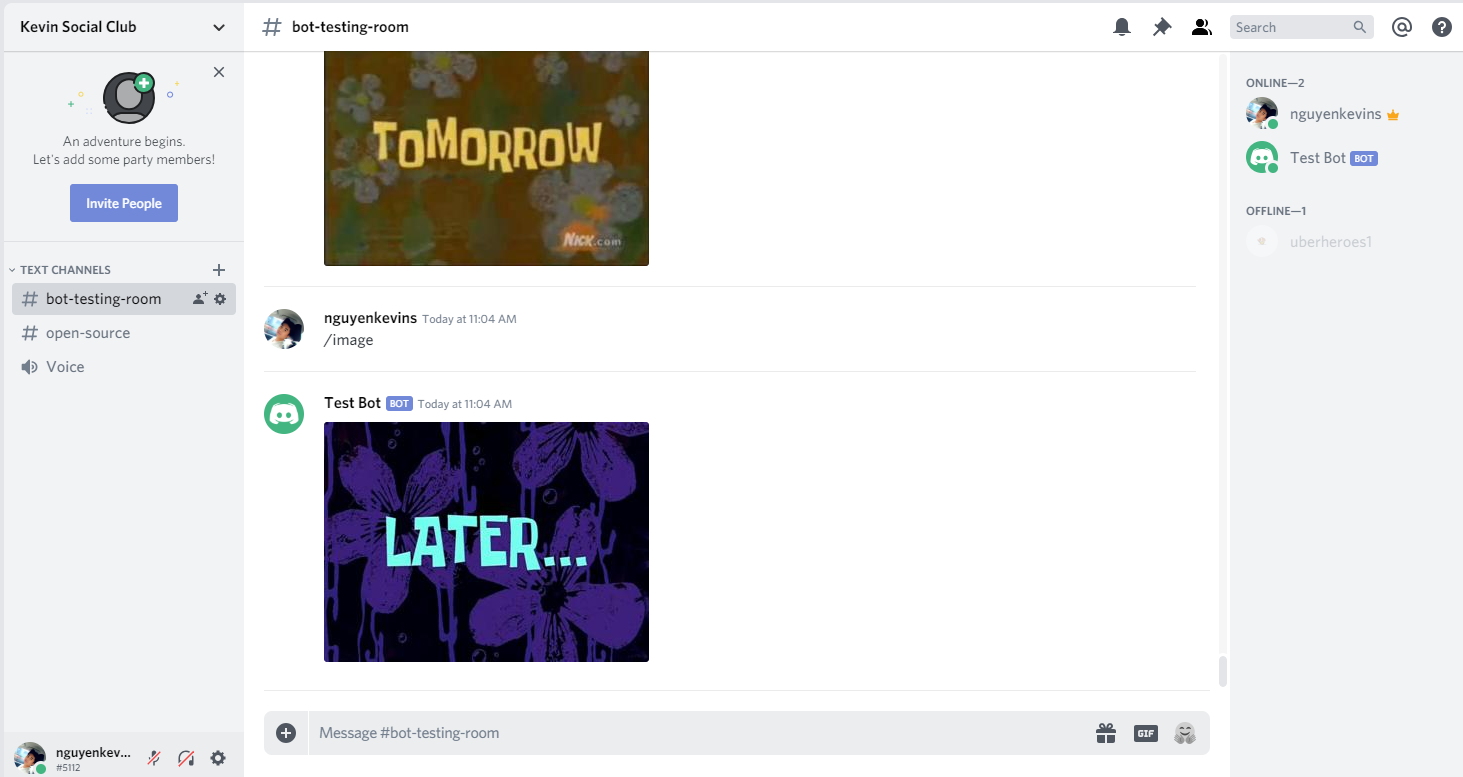 Kevin Social Club
An adventure begins.
Let's add some party members!
Invite People
TEXT CHANNELS
bot-testing-room
open-source
Voice
nguyenkev...
#5112
# bot-testing-room
Search
TOMORROW
NICK.com
nguyenkevins Today at 11:04 AM
/image
Test Bot BOT Today at 11:04 AM
LATER...
Message #bot-testing-room
GIF
ONLINE—2
nguyenkevins
Test Bot BOT
OFFLINE—1
uberheroes1